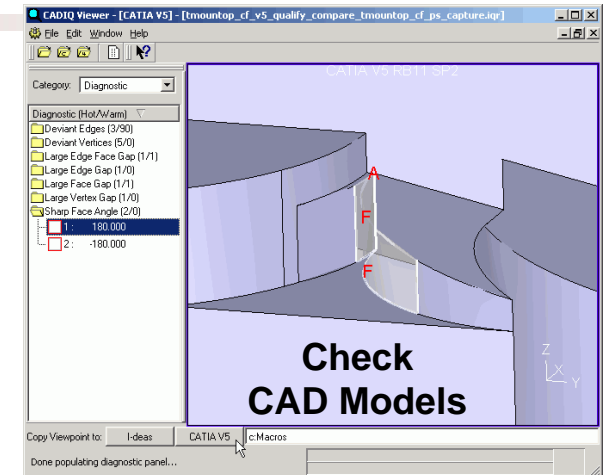 CADIQ Viewer - [CATIA V5] - [tmountop_cf_v5_qualify_compare_tmountop_cf_ps_capture.iqr]
File Edit Window Help
Category: Diagnostic
Diagnostic (Hot/Warm)
Deviant Edges (3/90)
Deviant Vertices (5/0)
Large Edge Face Gap (1/1)
Large Edge Gap (1/0)
Large Face Gap (1/1)
Large Vertex Gap (1/0)
Sharp Face Angle (2/0)
1 : 180.000
2 : -180.000
CATIA V5 RB11 SP2
A
F
F
Check
CAD Models
Z
X
Y
Copy Viewpoint to: I-deas CATIA V5 c:Macros
Done populating diagnostic panel...